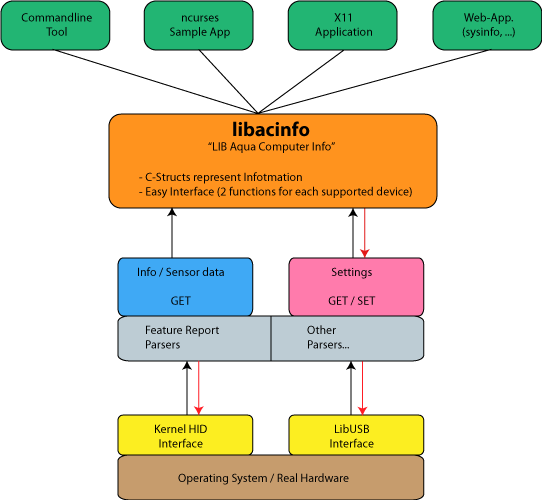 Commandline
Tool
ncurses
Sample App
X11
Application
Web-App.
(sysinfo, ...)
libacinfo
“LIB Aqua Computer Info”
- C-Structs represent Infotmation
- Easy Interface (2 functions for each supported device)
Info / Sensor data
GET
Settings
GET / SET
Feature Report
Parsers
Other
Parsers...
Kernel HID
Interface
LibUSB
Interface
Operating System / Real Hardware